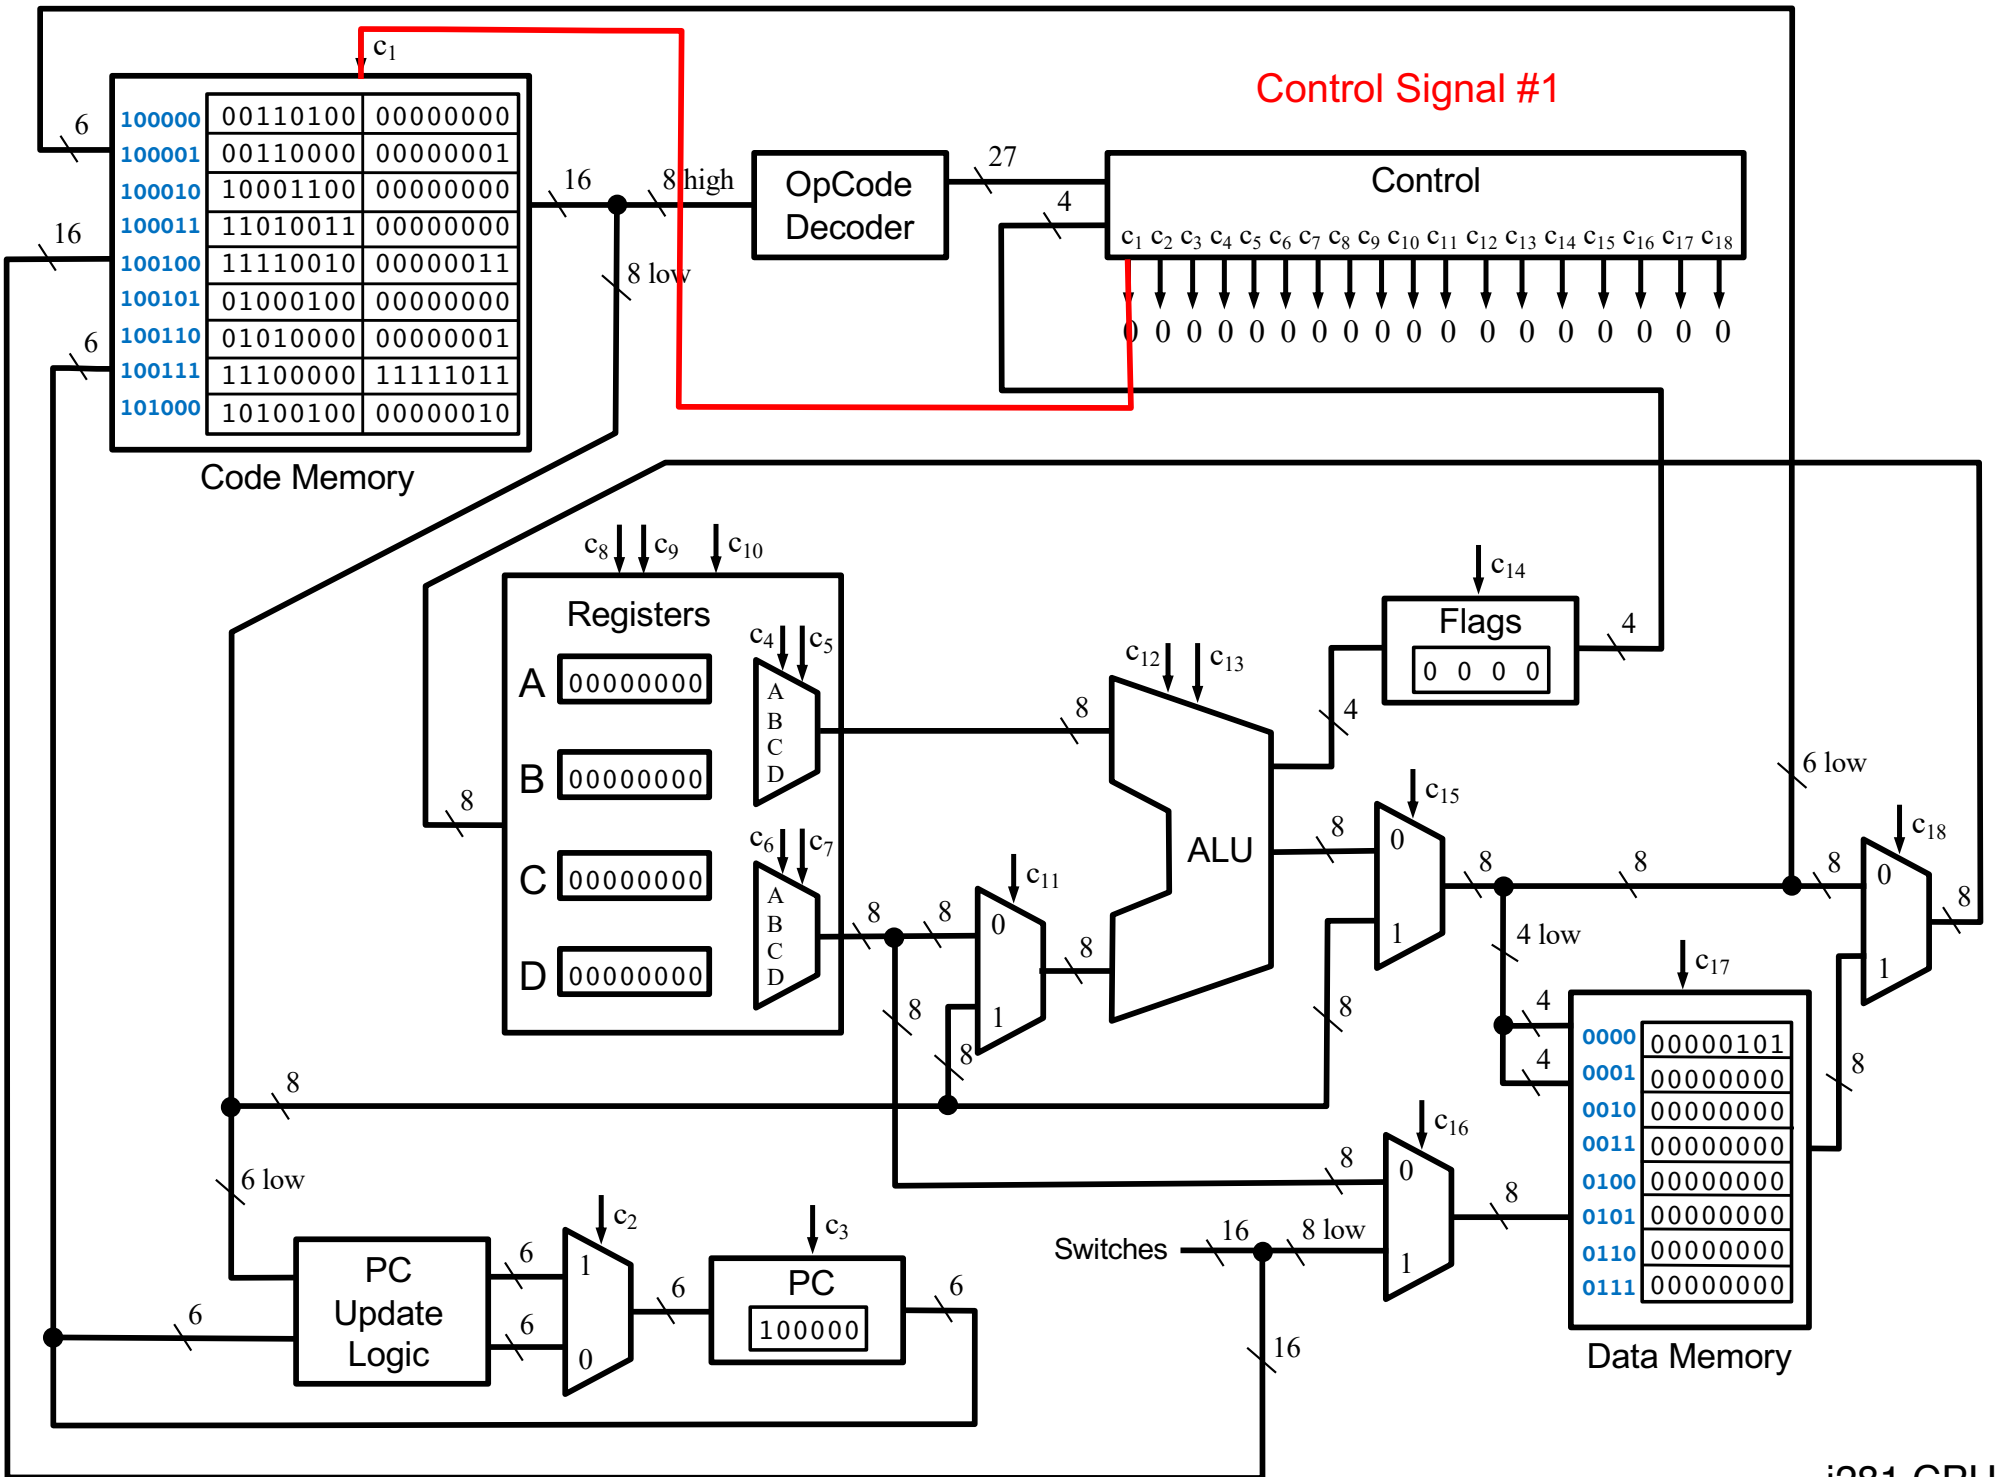 c1
Control Signal #1
100000 00110100 00000000
100001 00110000 00000001
100010 10001100 00000000
100011 11010011 00000000
100100 11110010 00000011
100101 01000100 00000000
100110 01010000 00000001
100111 11100000 11111011
101000 10100100 00000010
Code Memory
6
16
6
16
8 high
8 low
OpCode
Decoder
27
4
Control
c1 c2 c3 c4 c5 c6 c7 c8 c9 c10 c11 c12 c13 c14 c15 c16 c17 c18
0 0 0 0 0 0 0 0 0 0 0 0 0 0 0 0 0 0
c8 c9 c10
Registers
A 00000000
B 00000000
C 00000000
D 00000000
c4 c5
A
B
C
D
c6 c7
A
B
C
D
8
8
8
8
8
c11
0
1
8
8
c12 c13
ALU
c14
Flags
0 0 0 0
4
4
8
c15
0
1
8
8
8
4 low
6 low
8
c18
0
1
8
c17
4
4
0000 00000101
0001 00000000
0010 00000000
0011 00000000
0100 00000000
0101 00000000
0110 00000000
0111 00000000
Data Memory
8
8
6 low
PC
Update
Logic
6
6
6
c2
1
0
6
c3
PC
100000
6
Switches
16
8 low
16
8
c16
0
1
8
i281 CPU